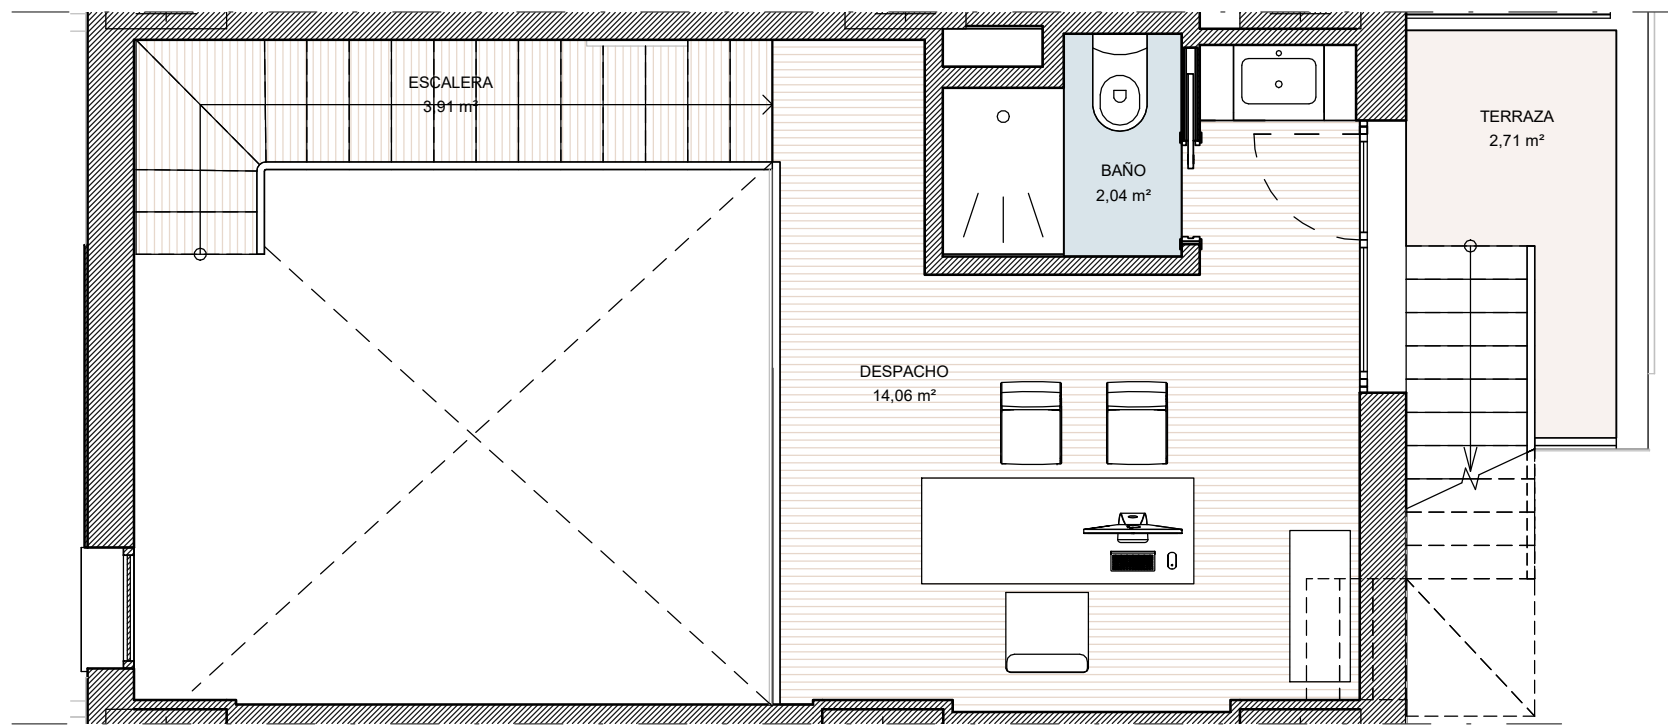 ESCALERA
3,91 m²
TERRAZA
2,71 m²
BAÑO
2,04 m²
DESPACHO
14,06 m²